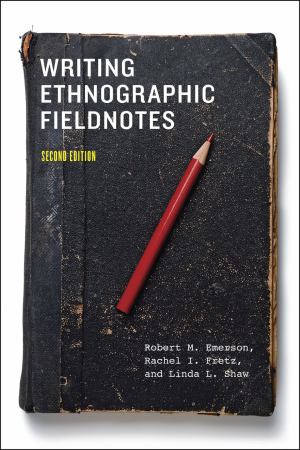 WRITING
ETHNOGRAPHIC
FIELDNOTES
SECOND EDITION
Robert M. Emerson,
Rachel I. Fretz,
and Linda L. Shaw